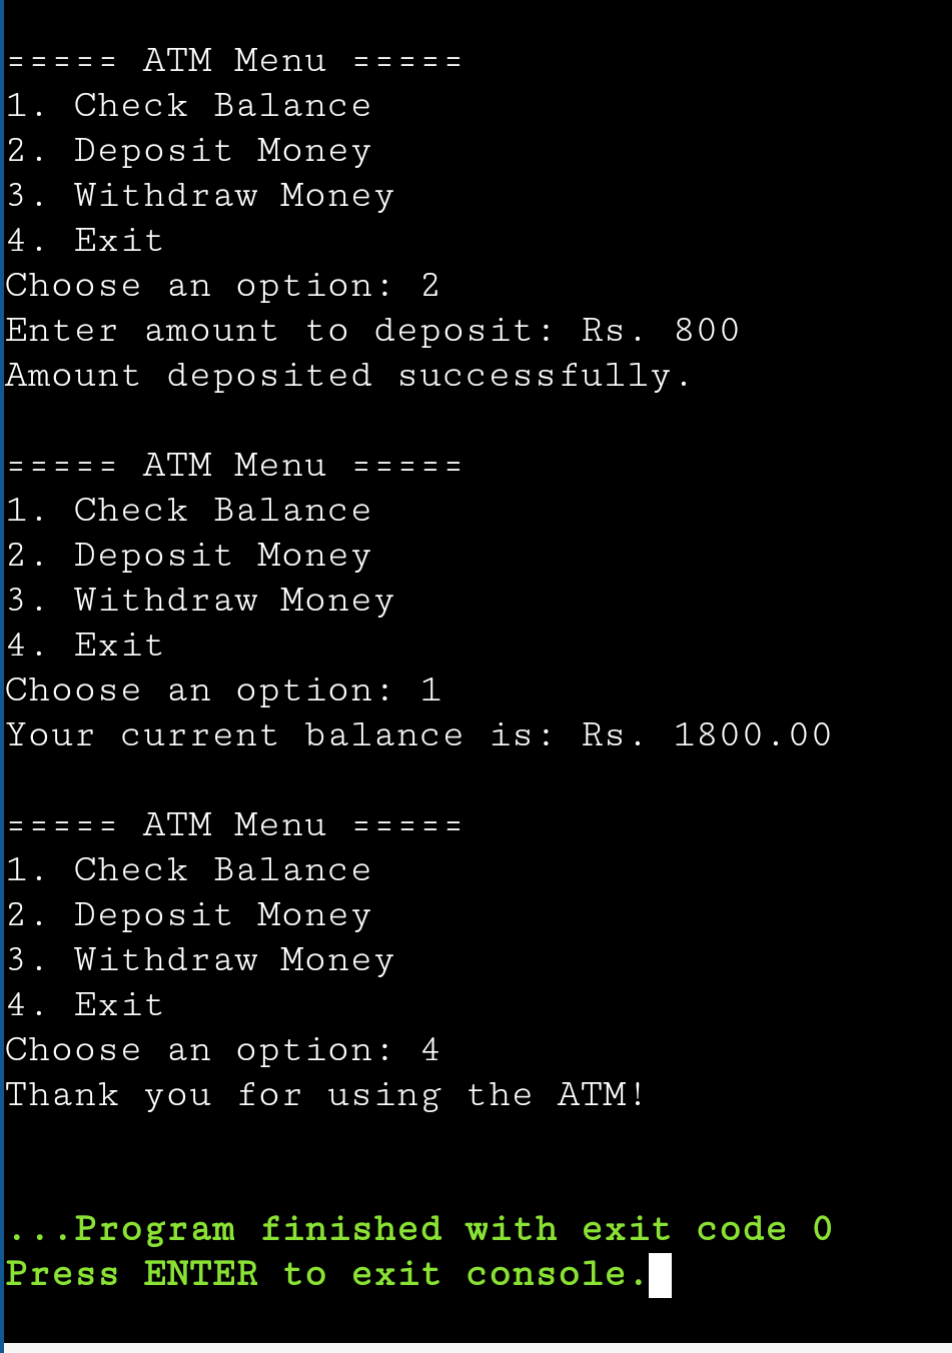 ===== ATM Menu =====
1. Check Balance
2. Deposit Money
3. Withdraw Money
4. Exit
Choose an option: 2
Enter amount to deposit: Rs. 800
Amount deposited successfully.
===== ATM Menu =====
1. Check Balance
2. Deposit Money
3. Withdraw Money
4. Exit
Choose an option: 1
Your current balance is: Rs. 1800.00
===== ATM Menu =====
1. Check Balance
2. Deposit Money
3. Withdraw Money
4. Exit
Choose an option: 4
Thank you for using the ATM!
...Program finished with exit code 0
Press ENTER to exit console.